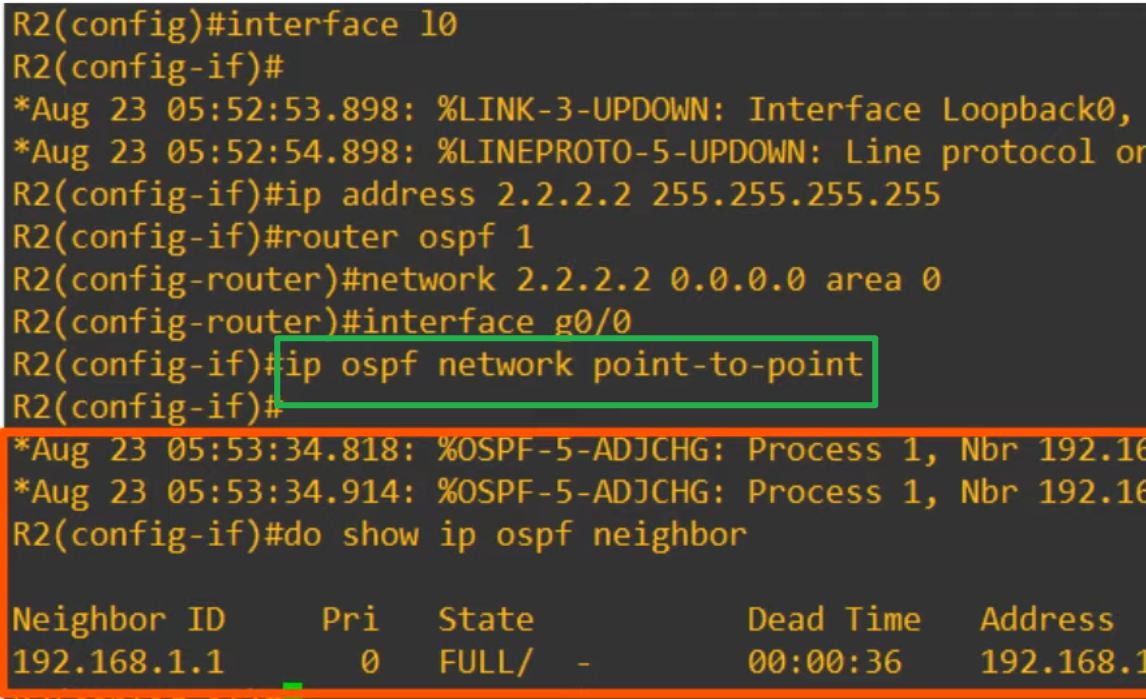 R2(config)#interface l0
R2(config-if)#
*Aug 23 05:52:53.898: %LINK-3-UPDOWN: Interface Loopback0,
*Aug 23 05:52:54.898: %LINEPROTO-5-UPDOWN: Line protocol on
R2(config-if)#ip address 2.2.2.2 255.255.255.255
R2(config-if)#router ospf 1
R2(config-router)#network 2.2.2.2 0.0.0.0 area 0
R2(config-router)#interface g0/0
R2(config-if)#ip ospf network point-to-point
R2(config-if)#
*Aug 23 05:53:34.818: %OSPF-5-ADJCHG: Process 1, Nbr 192.16
*Aug 23 05:53:34.914: %OSPF-5-ADJCHG: Process 1, Nbr 192.16
R2(config-if)#do show ip ospf neighbor
Neighbor ID Pri State Dead Time Address
192.168.1.1 0 FULL/ - 00:00:36 192.168.1